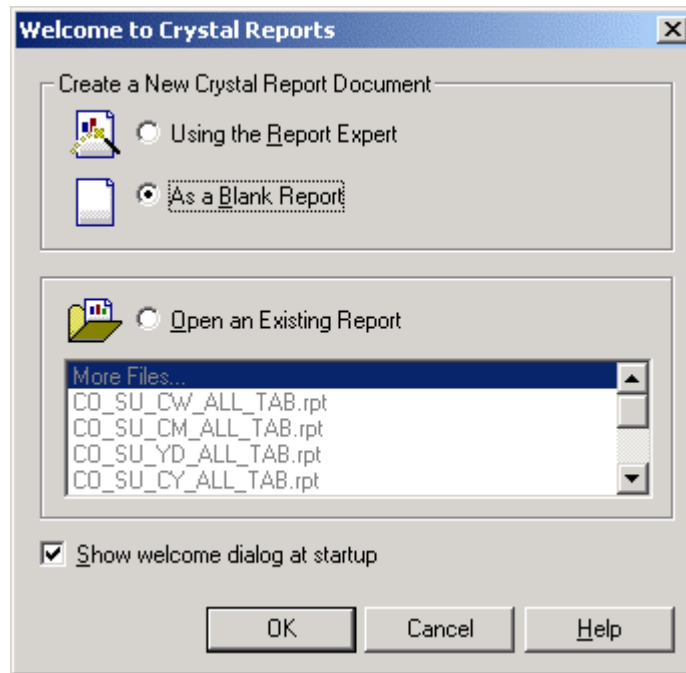 Welcome to Crystal Reports
Create a New Crystal Report Document
Using the Report Expert
As a Blank Report
Open an Existing Report
More Files...
CO_SU_CW_ALL_TAB.rpt
CO_SU_CM_ALL_TAB.rpt
CO_SU_YD_ALL_TAB.rpt
CO_SU_CY_ALL_TAB.rpt
Show welcome dialog at startup
OK Cancel Help